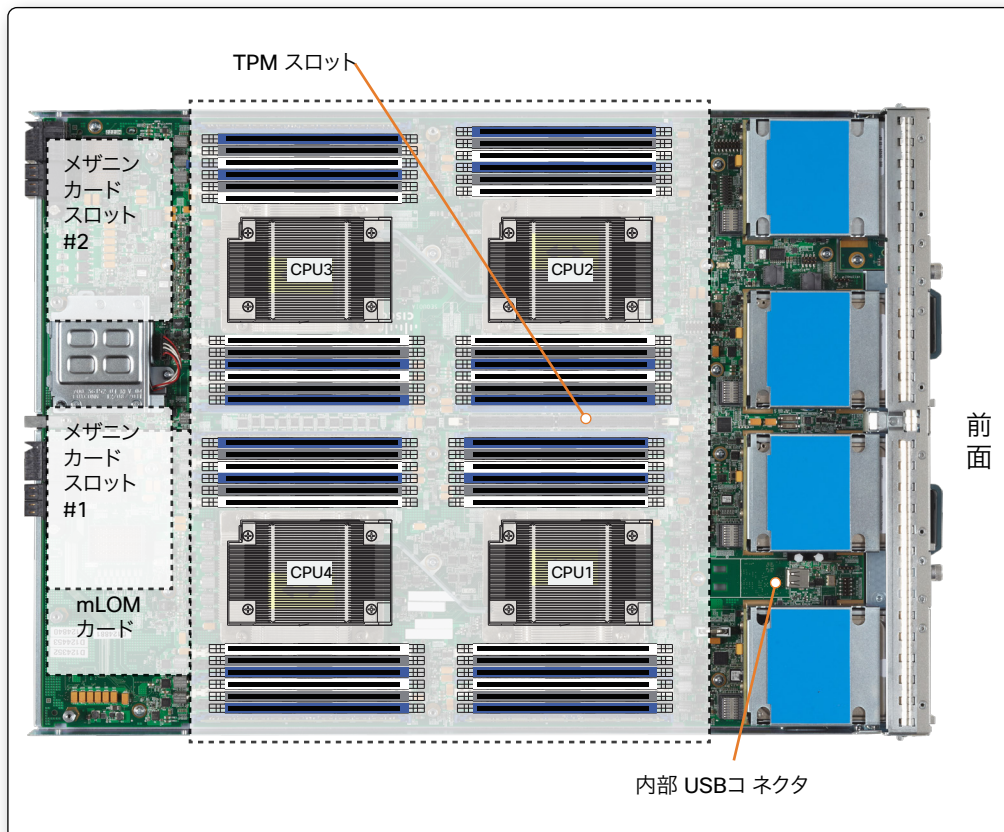 TPM スロット
メザニン
カード
スロット
#2
CPU3
CPU2
メザニン
カード
スロット
#1
前
面
CPU4
CPU1
mLOM
カード
内部 USBコ ネクタ